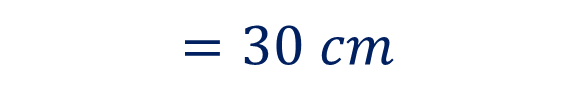 = 30 cm